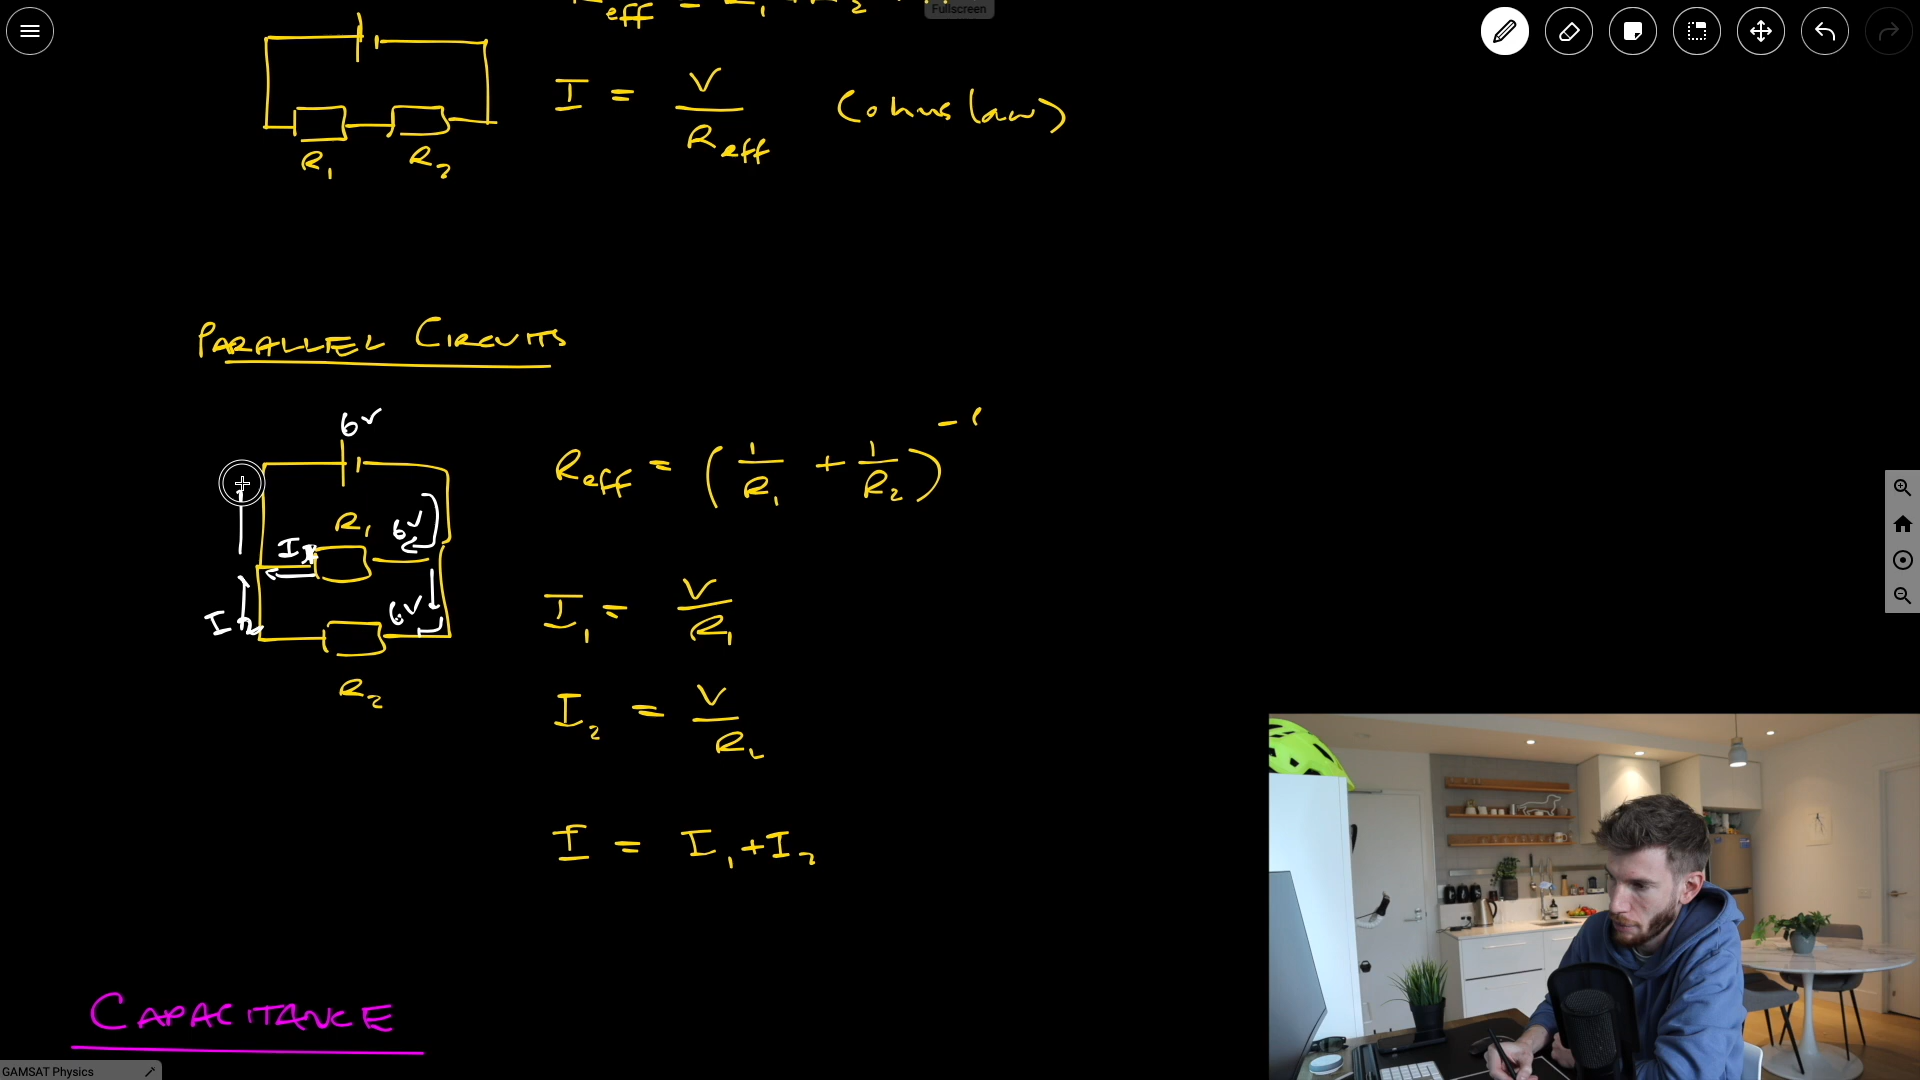 Fullscreen
I = V / Reff (ohms law)
R1 R2
PARALLEL CIRCUITS
6V
Reff = (1/R1 + 1/R2)^-1
R1 6V
I1
6V
I2
R2
I1 = V / R1
I2 = V / R2
I = I1 + I2
CAPACITANCE
GAMSAT Physics